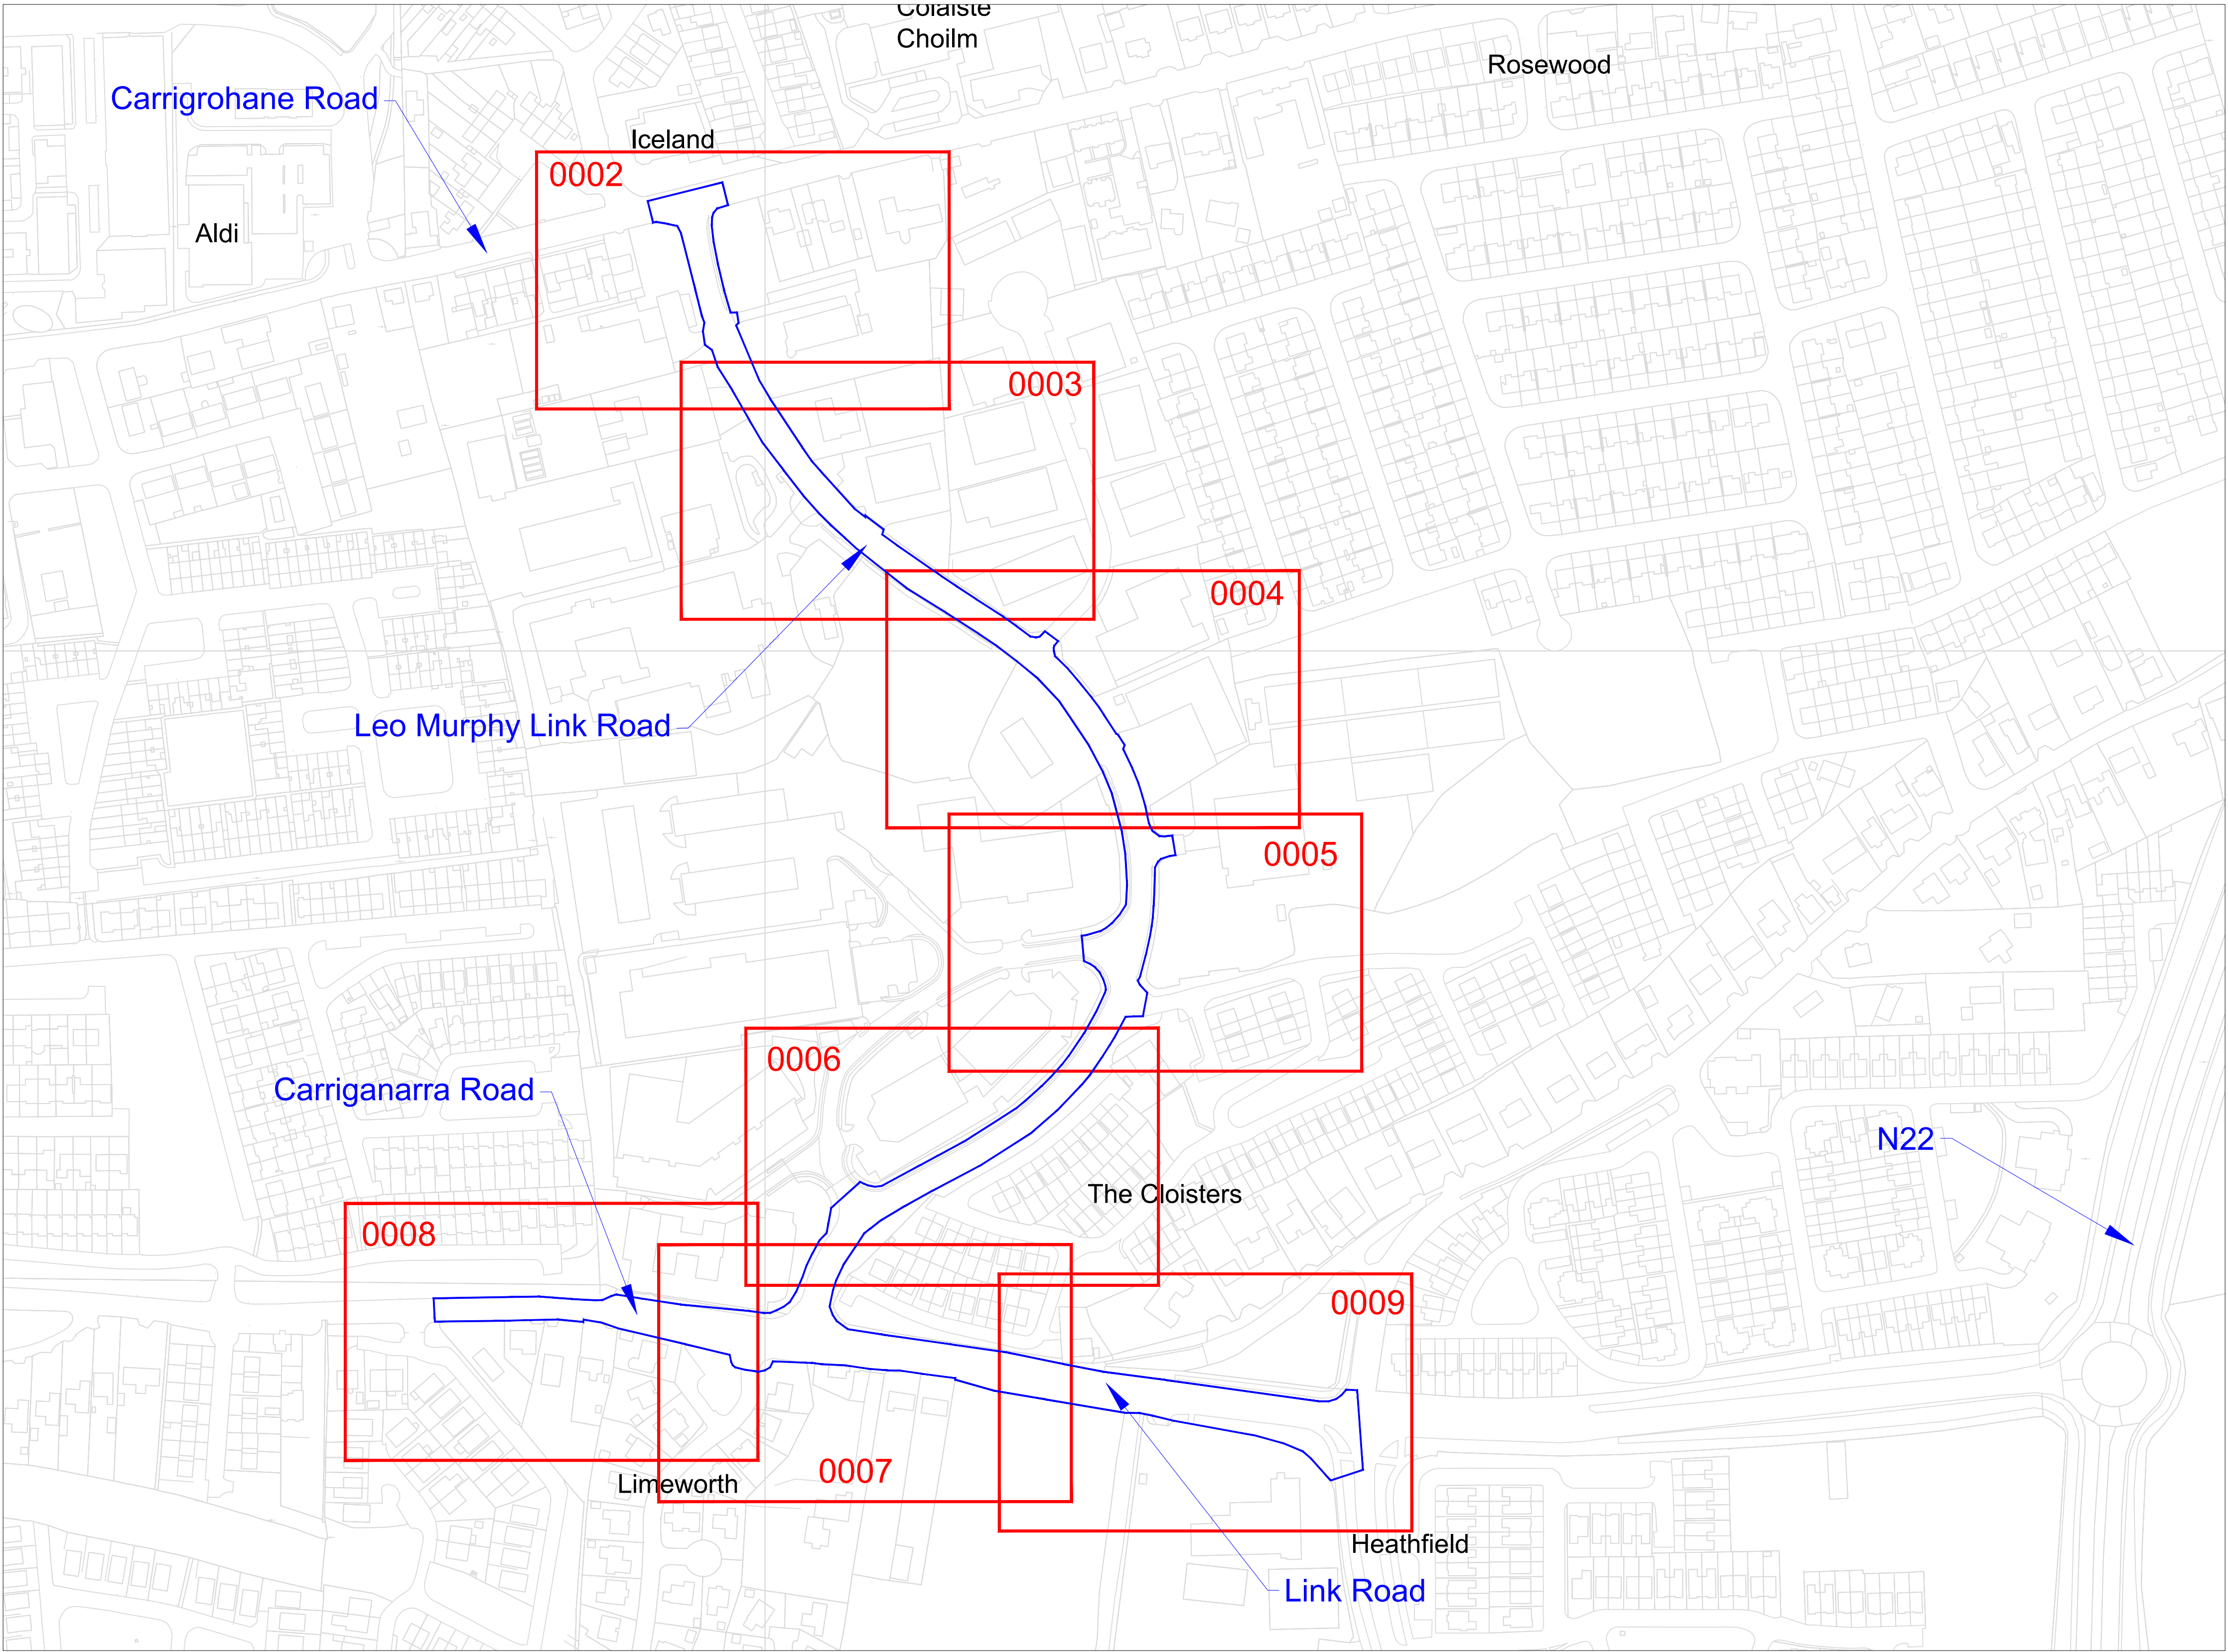 Colaiste
Choilm
Rosewood
Carrigrohane Road
Iceland
0002
Aldi
0003
0004
Leo Murphy Link Road
0005
0006
Carriganarra Road
N22
The Cloisters
0008
0009
0007
Limeworth
Heathfield
Link Road